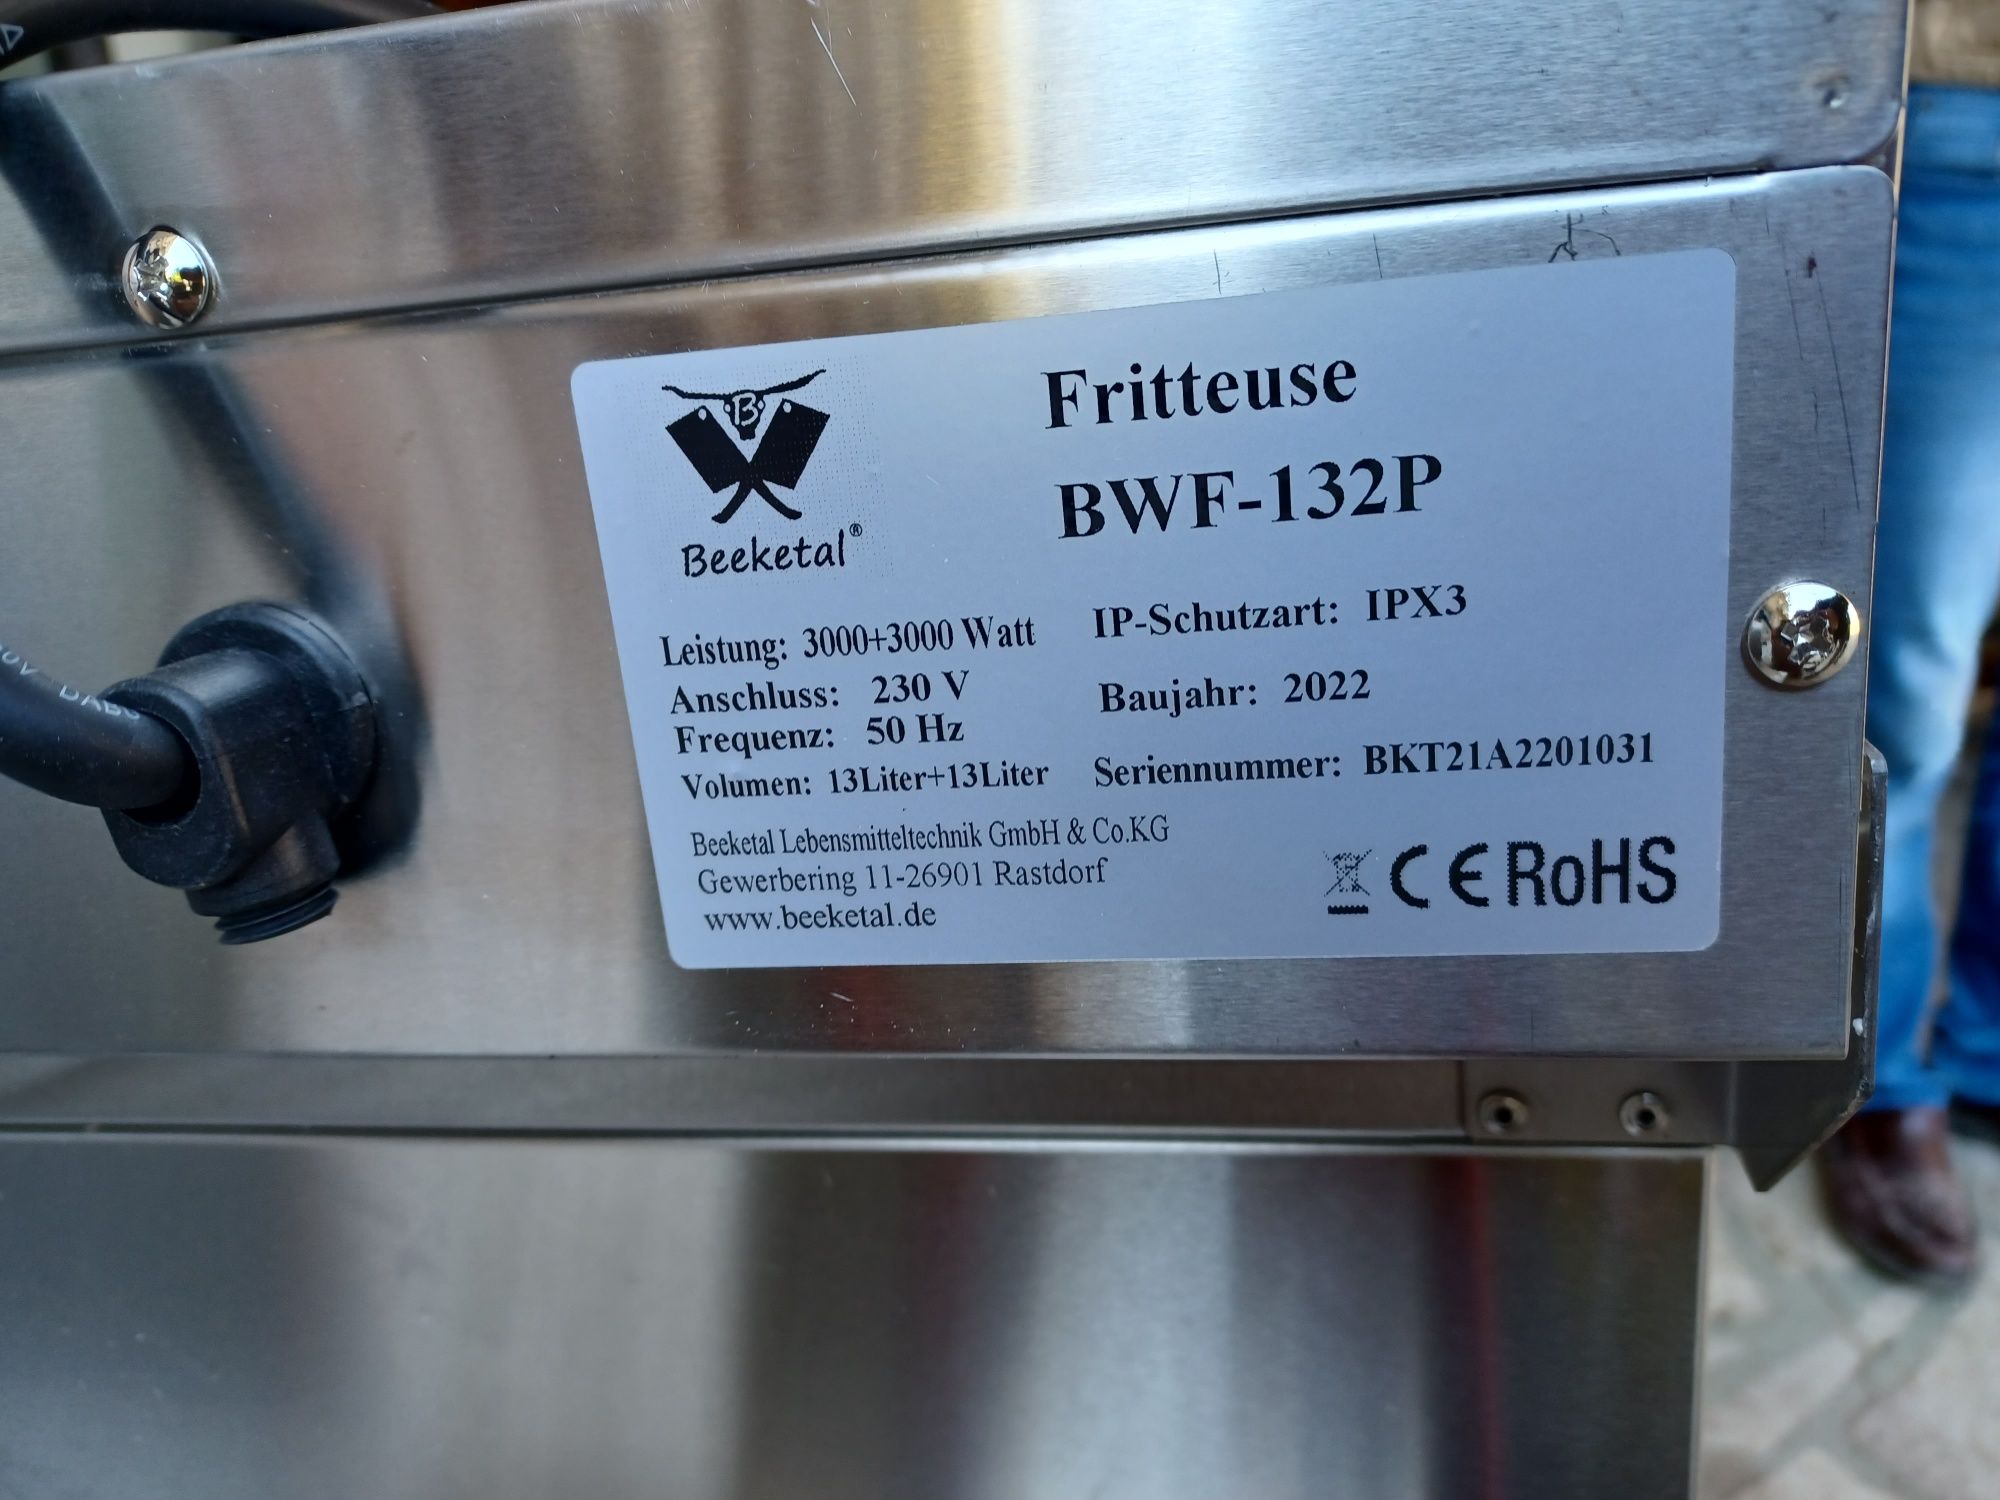 B
Beeketal®
Fritteuse
BWF-132P
Leistung: 3000+3000 Watt
Anschluss: 230 V
Frequenz: 50 Hz
Volumen: 13Liter+13Liter
IP-Schutzart: IPX3
Baujahr: 2022
Seriennummer: BKT21A2201031
Beeketal Lebensmitteltechnik GmbH & Co.KG
Gewerbering 11-26901 Rastdorf
www.beeketal.de
CE RoHS